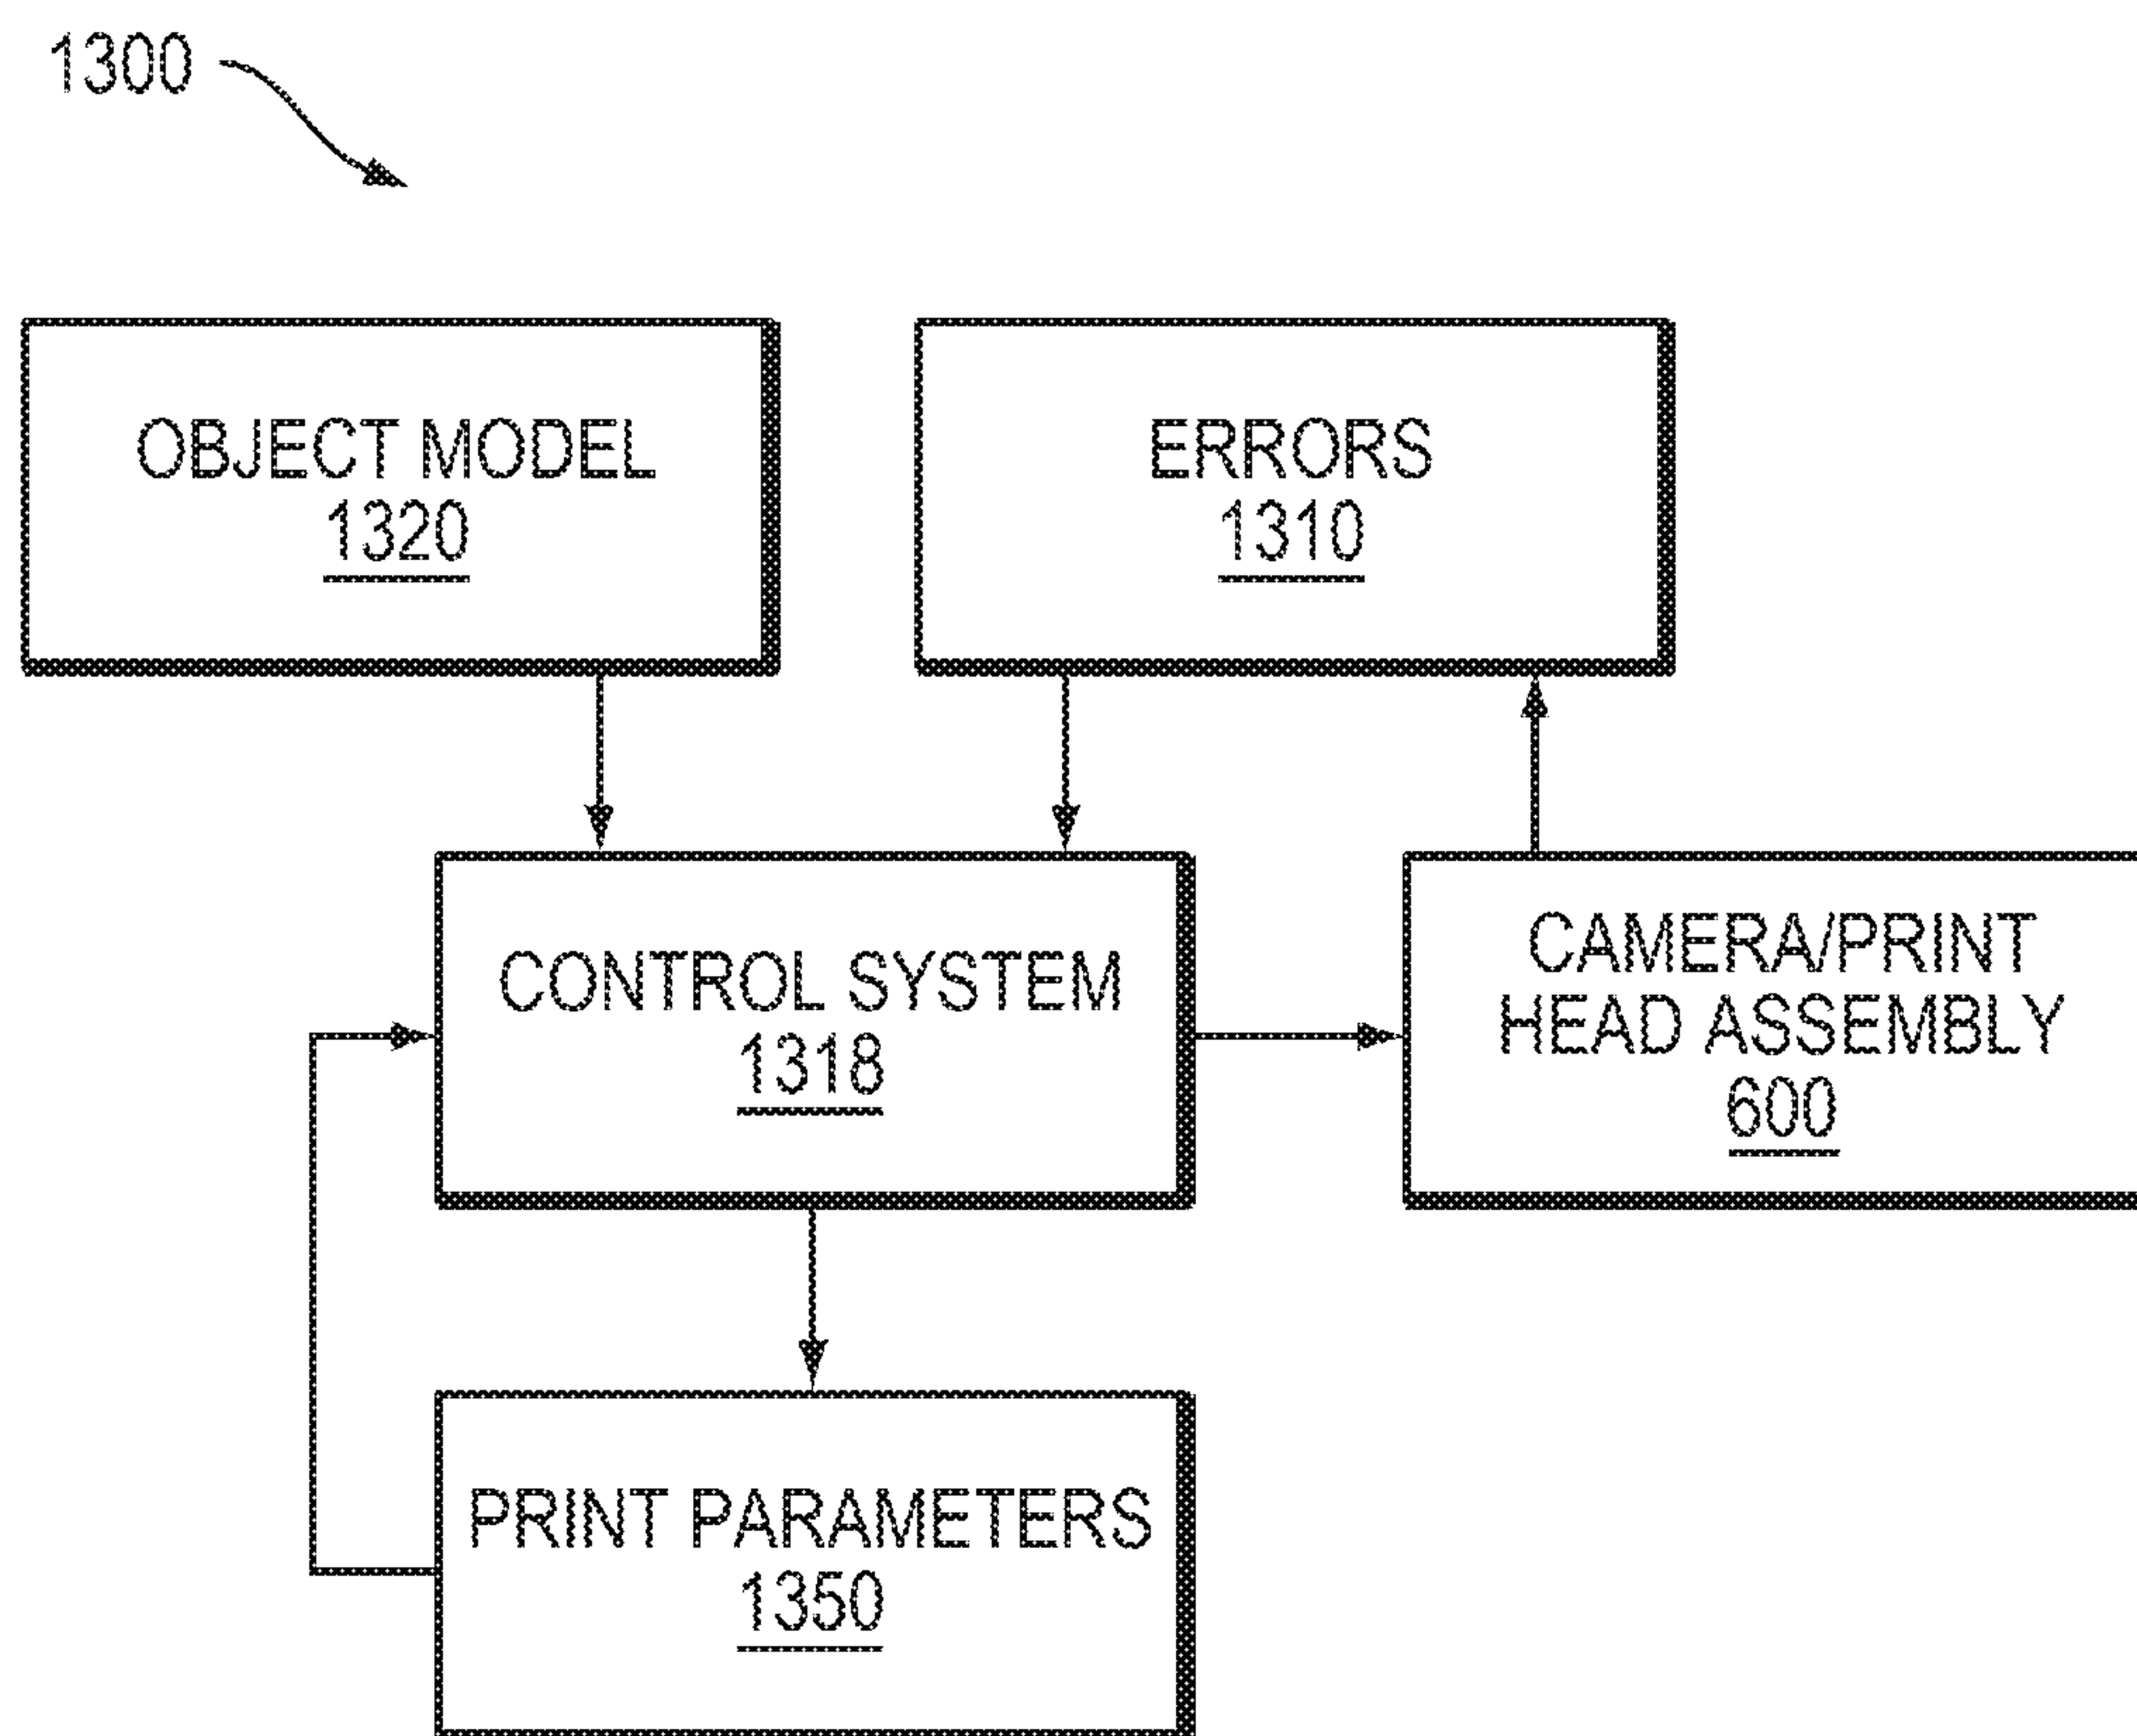 1300
OBJECT MODEL
1320
ERRORS
1310
CONTROL SYSTEM
1318
CAMERA/PRINT
HEAD ASSEMBLY
600
PRINT PARAMETERS
1350